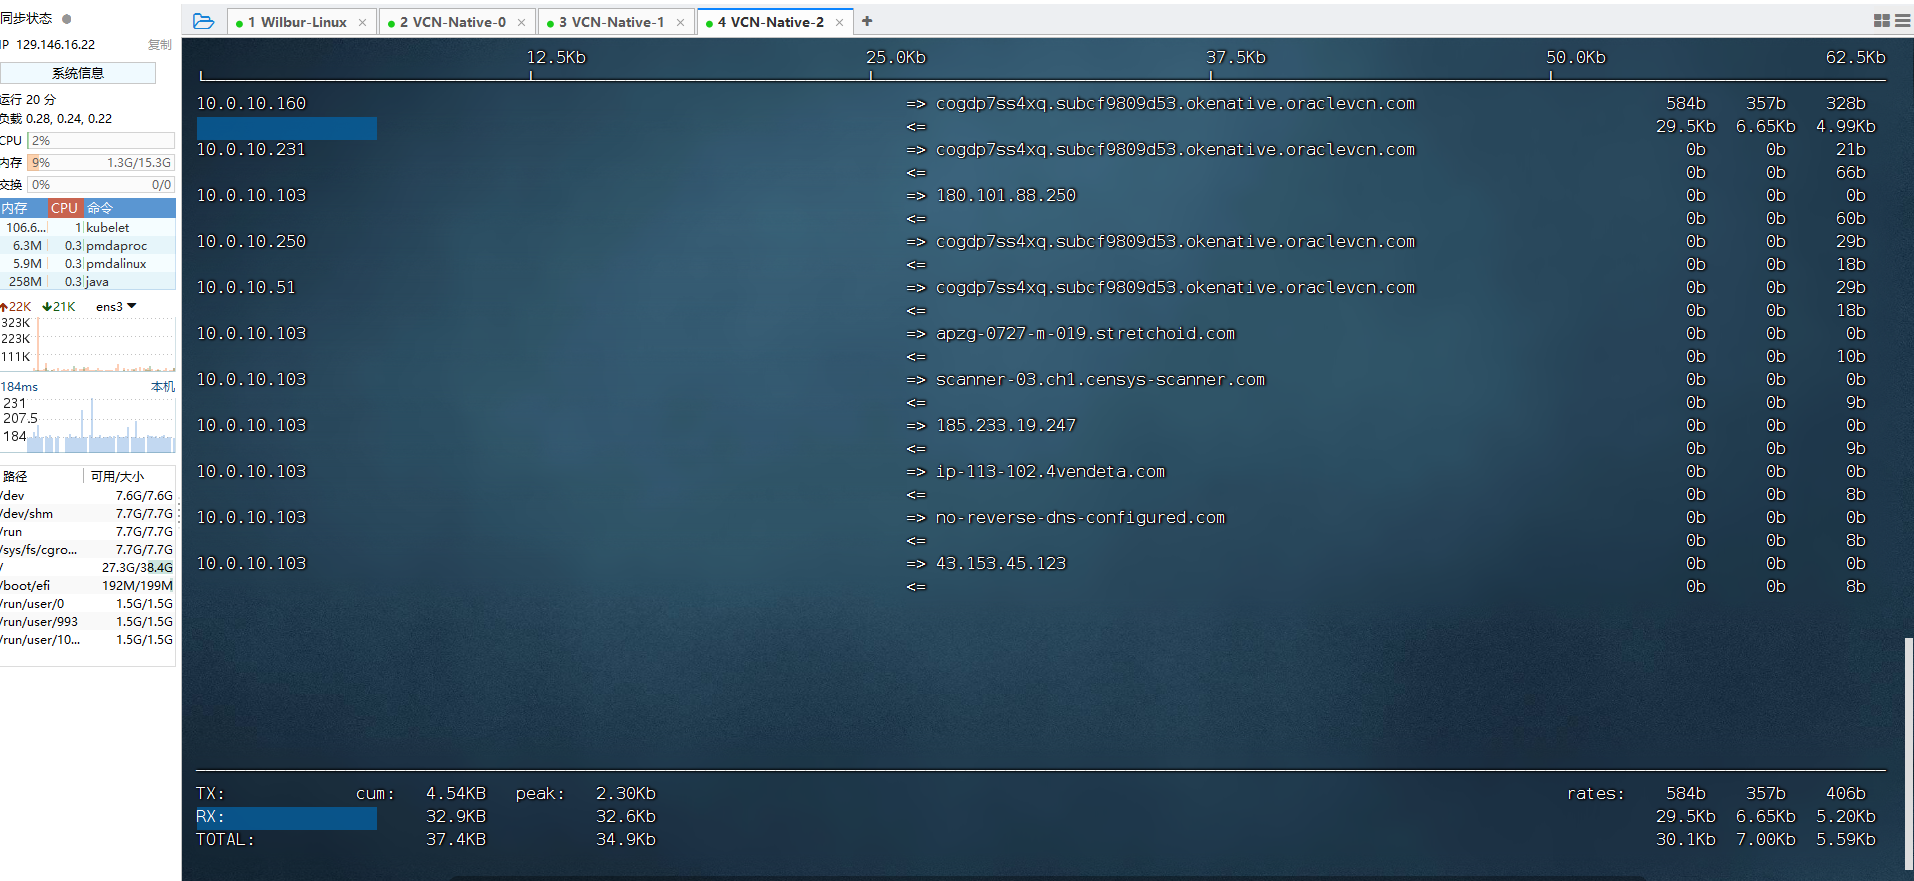 同步状态
IP 129.146.16.22 复制
系统信息
运行 20 分
负载 0.28, 0.24, 0.22
CPU 2%
内存 9% 1.3G/15.3G
交换 0% 0/0
内存 CPU 命令
106.6... 1 kubelet
6.3M 0.3 pmdaproc
5.9M 0.3 pmdalinux
258M 0.3 java
22K 21K ens3
323K
223K
111K
184ms 本机
231
207.5
184
路径 可用/大小
/dev 7.6G/7.6G
/dev/shm 7.7G/7.7G
/run 7.7G/7.7G
/sys/fs/cgro... 7.7G/7.7G
/ 27.3G/38.4G
/boot/efi 192M/199M
/run/user/0 1.5G/1.5G
/run/user/993 1.5G/1.5G
/run/user/10... 1.5G/1.5G
1 Wilbur-Linux × 2 VCN-Native-0 × 3 VCN-Native-1 × 4 VCN-Native-2 × +
12.5Kb 25.0Kb 37.5Kb 50.0Kb 62.5Kb
10.0.10.160 => cogdp7ss4xq.subcf9809d53.okenative.oraclevcn.com 584b 357b 328b
<= 29.5Kb 6.65Kb 4.99Kb
10.0.10.231 => cogdp7ss4xq.subcf9809d53.okenative.oraclevcn.com 0b 0b 21b
<= 0b 0b 66b
10.0.10.103 => 180.101.88.250 0b 0b 0b
<= 0b 0b 60b
10.0.10.250 => cogdp7ss4xq.subcf9809d53.okenative.oraclevcn.com 0b 0b 29b
<= 0b 0b 18b
10.0.10.51 => cogdp7ss4xq.subcf9809d53.okenative.oraclevcn.com 0b 0b 29b
<= 0b 0b 18b
10.0.10.103 => apzg-0727-m-019.stretchoid.com 0b 0b 0b
<= 0b 0b 10b
10.0.10.103 => scanner-03.ch1.censys-scanner.com 0b 0b 0b
<= 0b 0b 9b
10.0.10.103 => 185.233.19.247 0b 0b 0b
<= 0b 0b 9b
10.0.10.103 => ip-113-102.4vendeta.com 0b 0b 0b
<= 0b 0b 8b
10.0.10.103 => no-reverse-dns-configured.com 0b 0b 0b
<= 0b 0b 8b
10.0.10.103 => 43.153.45.123 0b 0b 0b
<= 0b 0b 8b
TX: cum: 4.54KB peak: 2.30Kb rates: 584b 357b 406b
RX: 32.9KB 32.6Kb 29.5Kb 6.65Kb 5.20Kb
TOTAL: 37.4KB 34.9Kb 30.1Kb 7.00Kb 5.59Kb